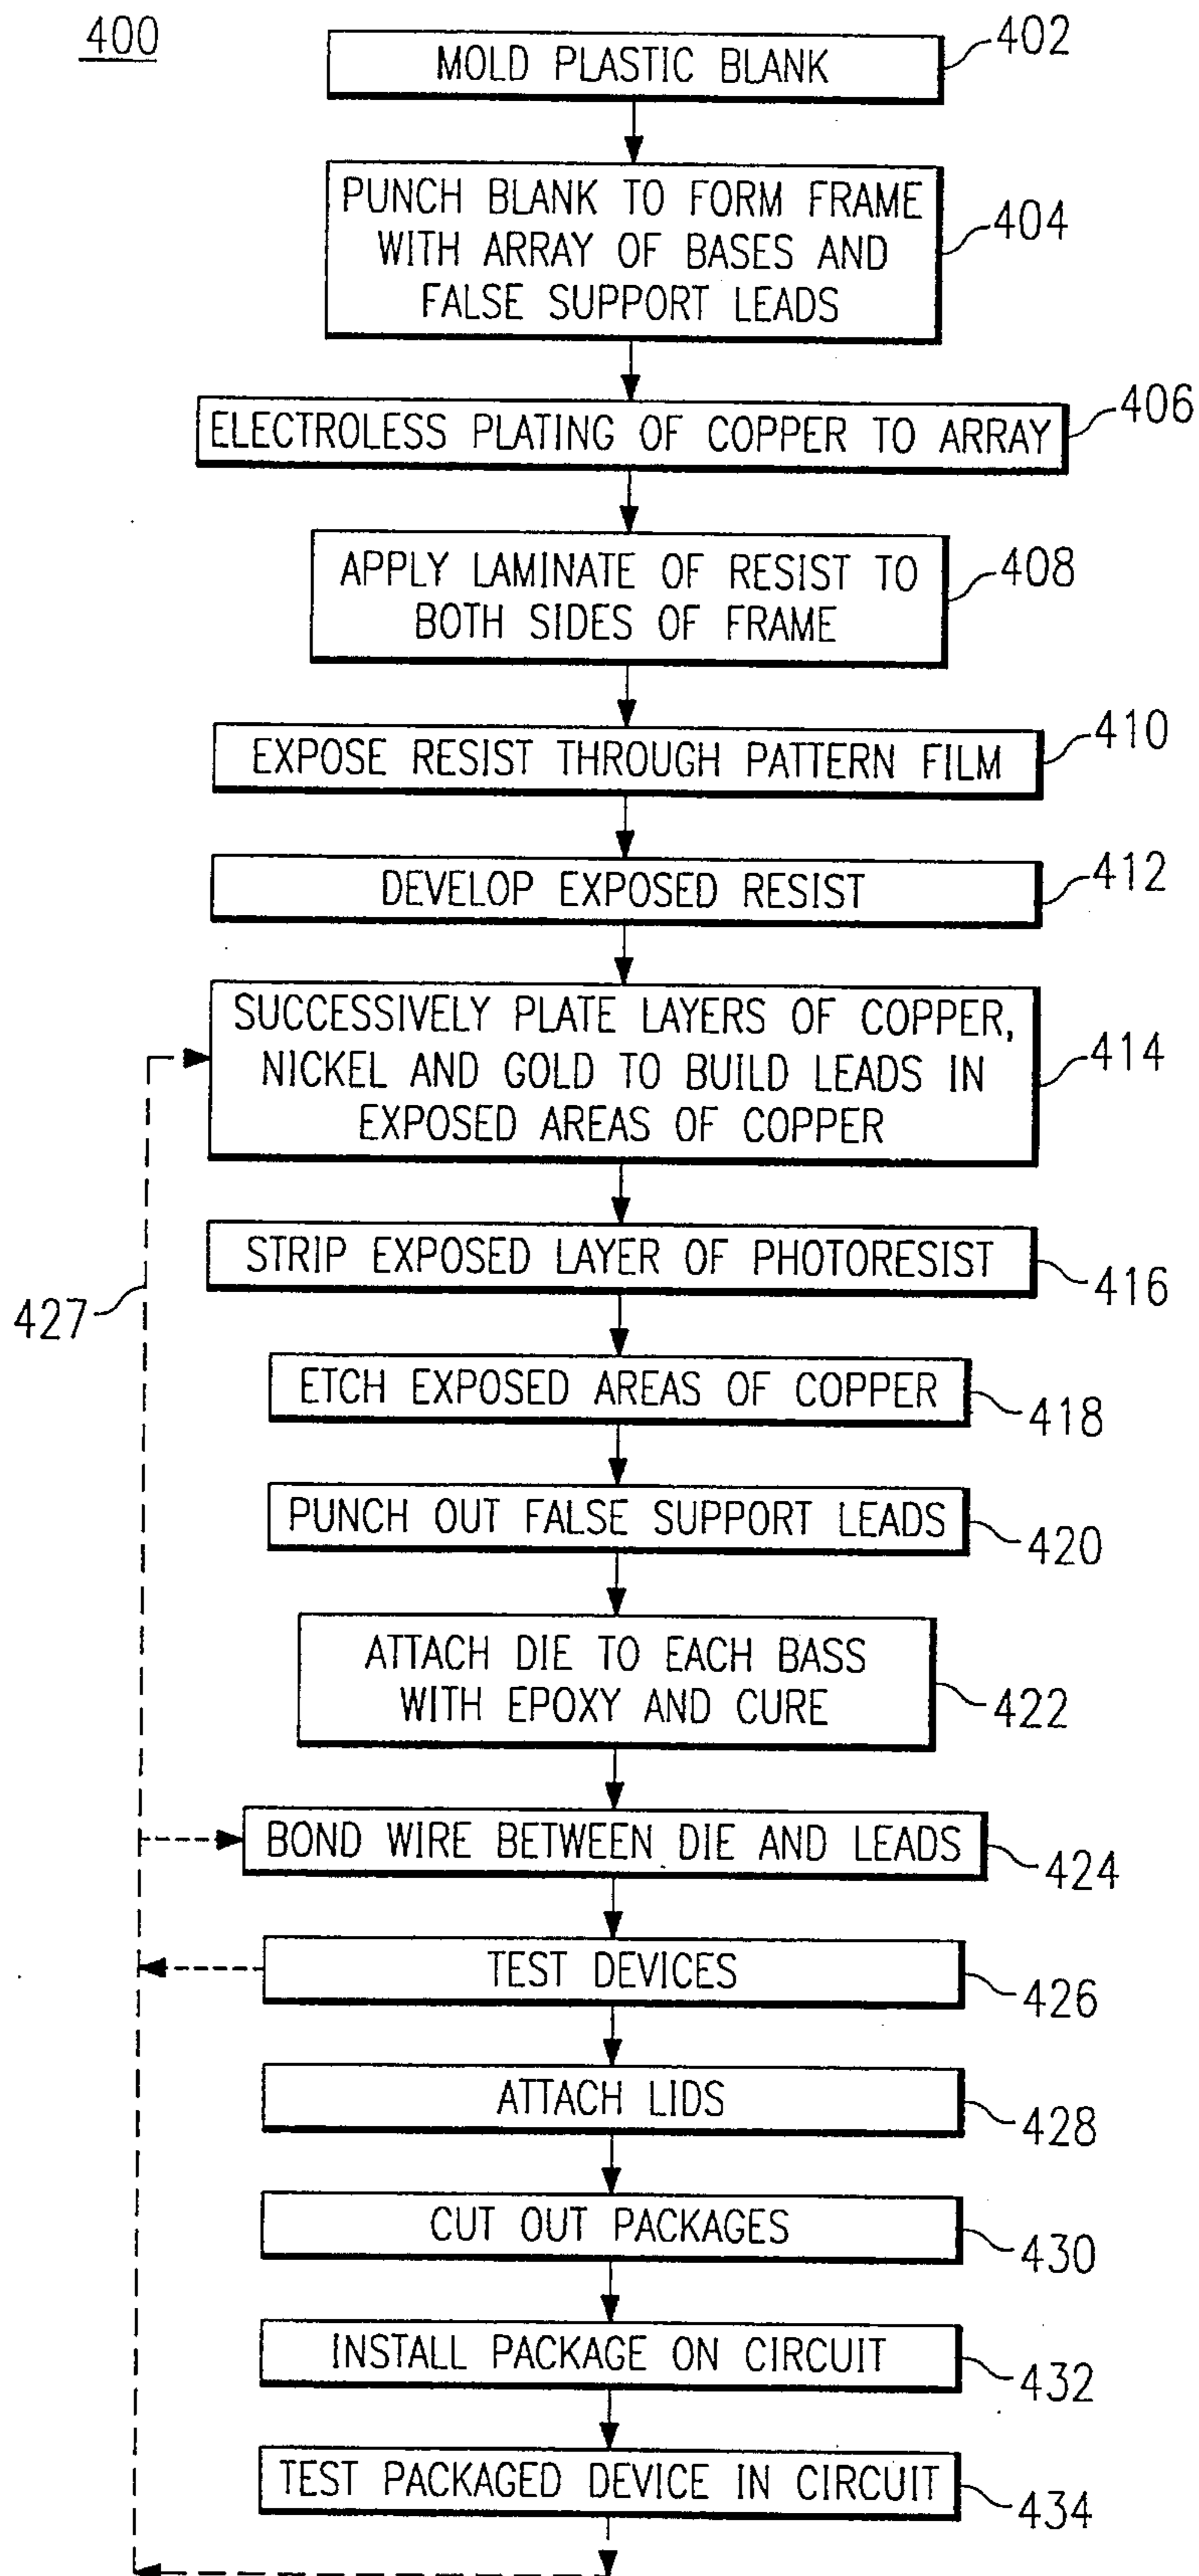 400
MOLD PLASTIC BLANK
402
PUNCH BLANK TO FORM FRAME
WITH ARRAY OF BASES AND
FALSE SUPPORT LEADS
404
ELECTROLESS PLATING OF COPPER TO ARRAY
406
APPLY LAMINATE OF RESIST TO
BOTH SIDES OF FRAME
408
EXPOSE RESIST THROUGH PATTERN FILM
410
DEVELOP EXPOSED RESIST
412
SUCCESSIVELY PLATE LAYERS OF COPPER,
NICKEL AND GOLD TO BUILD LEADS IN
EXPOSED AREAS OF COPPER
414
STRIP EXPOSED LAYER OF PHOTORESIST
416
427
ETCH EXPOSED AREAS OF COPPER
418
PUNCH OUT FALSE SUPPORT LEADS
420
ATTACH DIE TO EACH BASS
WITH EPOXY AND CURE
422
BOND WIRE BETWEEN DIE AND LEADS
424
TEST DEVICES
426
ATTACH LIDS
428
CUT OUT PACKAGES
430
INSTALL PACKAGE ON CIRCUIT
432
TEST PACKAGED DEVICE IN CIRCUIT
434